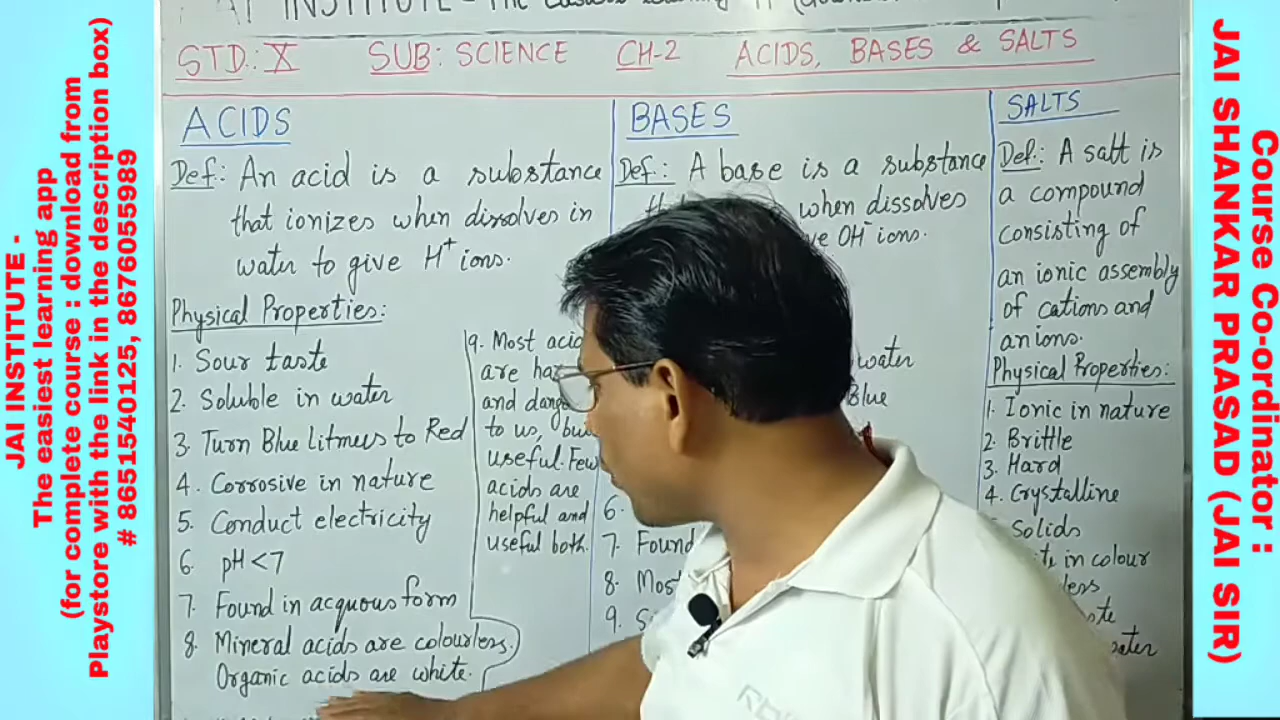 JAI INSTITUTE -
The easiest learning app
(for complete course : download from
Playstore with the link in the description box)
# 8651540125, 8676055989
INSTITUTE - The
STD: X SUB: SCIENCE CH-2 ACIDS, BASES & SALTS
ACIDS
Def: An acid is a substance
that ionizes when dissolves in
water to give H⁺ ions.
Physical Properties:
1. Sour taste
2. Soluble in water
3. Turn Blue Litmus to Red
4. Corrosive in nature
5. Conduct electricity
6. pH < 7
7. Found in acquous form
8. Mineral acids are colourless.
Organic acids are white.
9. Most
are
and
to us,
useful. Few
acids are
helpful and
useful both.
BASES
Def: A base is a substance
when dissolves
OH⁻ ions.
water
Blue
6.
7. Found
8. Most
9.
SALTS
Def.: A salt is
a compound
consisting of
an ionic assembly
of cations and
anions.
Physical Properties:
1. Ionic in nature
2. Brittle
3. Hard
4. Crystalline
Solids
in colour
Course Co-ordinator :
JAI SHANKAR PRASAD (JAI SIR)